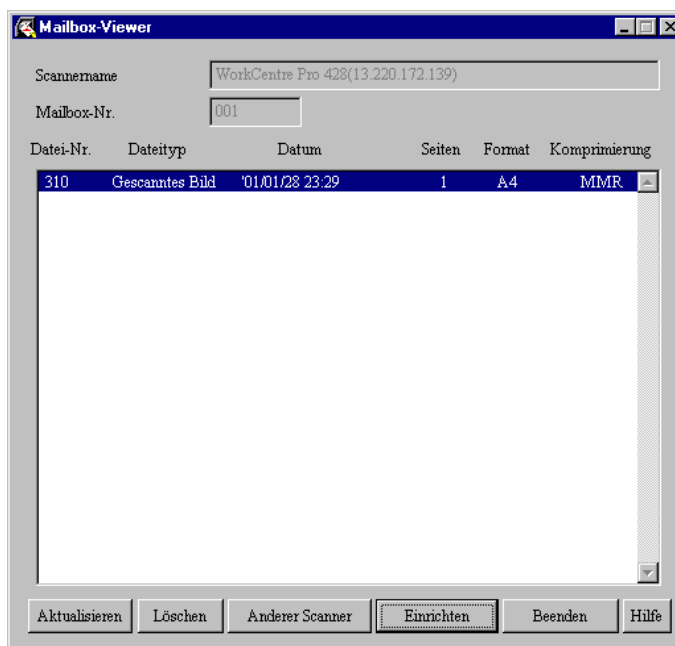 Mailbox-Viewer
Scannername WorkCentre Pro 428(13.220.172.139)
Mailbox-Nr. 001
Datei-Nr. Dateityp Datum Seiten Format Komprimierung
310 Gescanntes Bild '01/01/28 23:29 1 A4 MMR
Aktualisieren Löschen Anderer Scanner Einrichten Beenden Hilfe